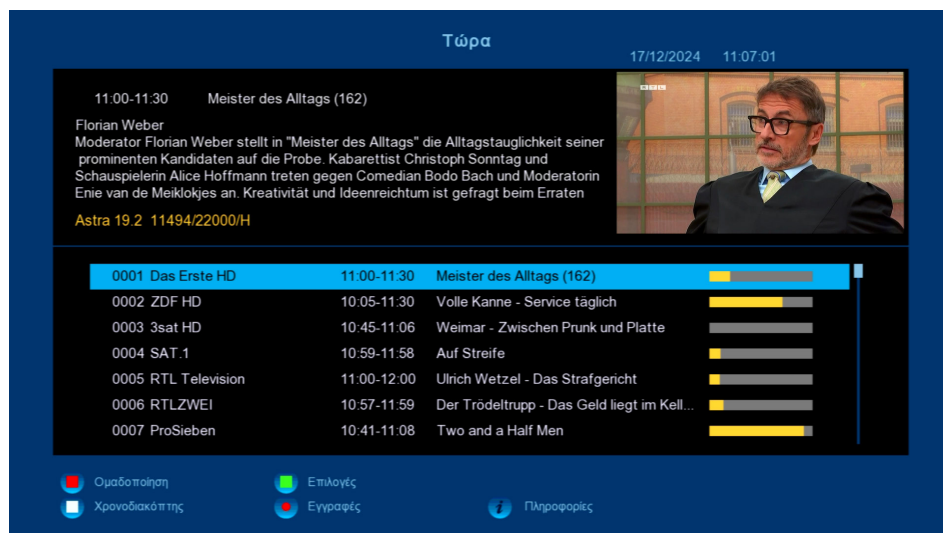 Τώρα
17/12/2024 11:07:01
11:00-11:30 Meister des Alltags (162)
Florian Weber
Moderator Florian Weber stellt in "Meister des Alltags" die Alltagstauglichkeit seiner
prominenten Kandidaten auf die Probe. Kabarettist Christoph Sonntag und
Schauspielerin Alice Hoffmann treten gegen Comedian Bodo Bach und Moderatorin
Enie van de Meiklokjes an. Kreativität und Ideenreichtum ist gefragt beim Erraten
Astra 19.2 11494/22000/H
RTL
0001 Das Erste HD 11:00-11:30 Meister des Alltags (162)
0002 ZDF HD 10:05-11:30 Volle Kanne - Service täglich
0003 3sat HD 10:45-11:06 Weimar - Zwischen Prunk und Platte
0004 SAT.1 10:59-11:58 Auf Streife
0005 RTL Television 11:00-12:00 Ulrich Wetzel - Das Strafgericht
0006 RTLZWEI 10:57-11:59 Der Trödeltrupp - Das Geld liegt im Kell...
0007 ProSieben 10:41-11:08 Two and a Half Men
Ομαδοποίηση Επιλογές
Χρονοδιακόπτης Εγγραφές i Πληροφορίες